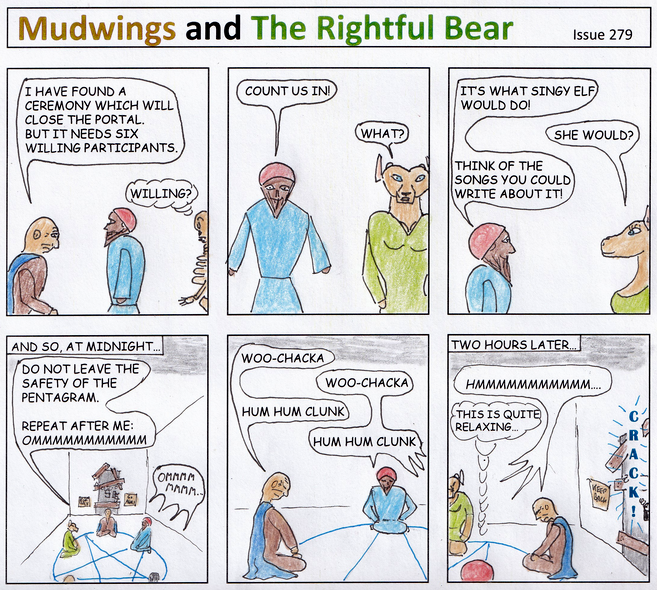 Mudwings and The Rightful Bear
Issue 279
I HAVE FOUND A
CEREMONY WHICH WILL
CLOSE THE PORTAL.
BUT IT NEEDS SIX
WILLING PARTICIPANTS.
WILLING?
COUNT US IN!
WHAT?
IT'S WHAT SINGY ELF
WOULD DO!
SHE WOULD?
THINK OF THE
SONGS YOU COULD
WRITE ABOUT IT!
AND SO, AT MIDNIGHT...
DO NOT LEAVE THE
SAFETY OF THE
PENTAGRAM.
REPEAT AFTER ME:
OMMMMMMMMMMM
OMMMM
MMMM...
WOO-CHACKA
WOO-CHACKA
HUM HUM CLUNK
HUM HUM CLUNK
TWO HOURS LATER...
HMMMMMMMMMMM....
THIS IS QUITE
RELAXING...
CRACK!
KEEP